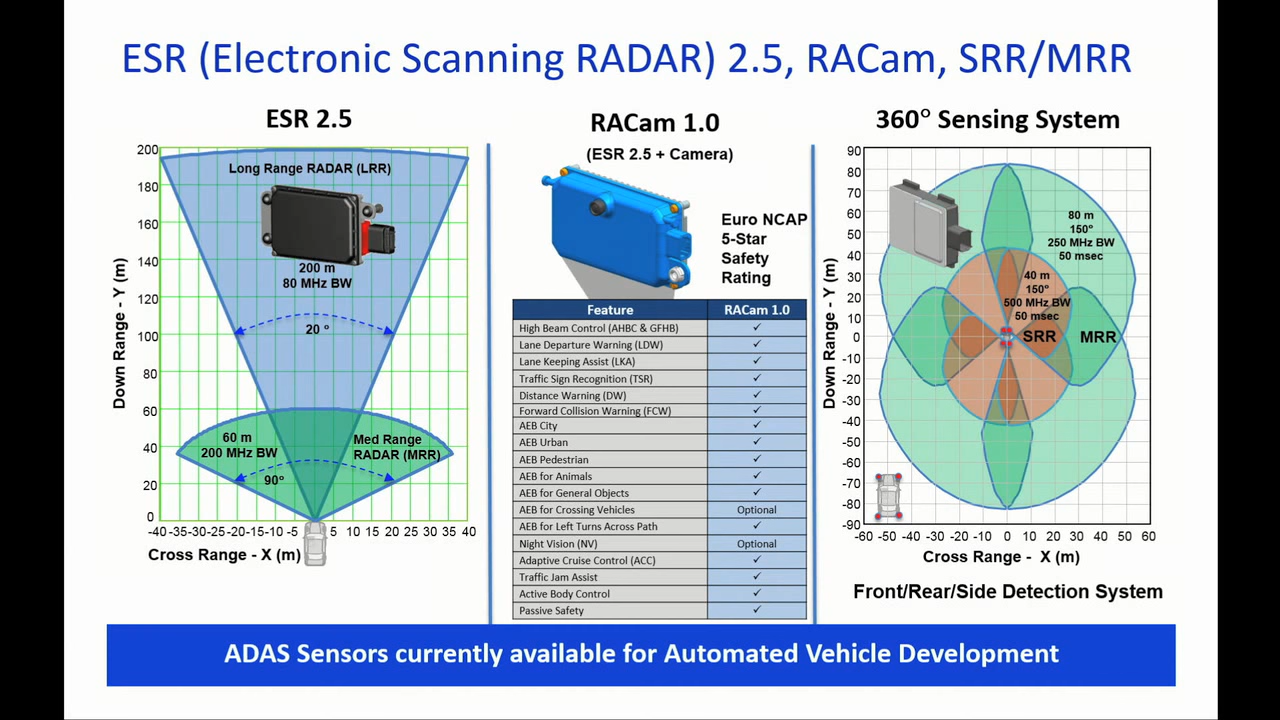 ESR (Electronic Scanning RADAR) 2.5, RACam, SRR/MRR
ESR 2.5
200
180
160
140
120
100
80
60
40
20
0
Down Range - Y (m)
Long Range RADAR (LRR)
200 m
80 MHz BW
20 º
60 m
200 MHz BW
Med Range
RADAR (MRR)
90º
-40 -35 -30 -25 -20 -15 -10 -5 5 10 15 20 25 30 35 40
Cross Range - X (m)
RACam 1.0
(ESR 2.5 + Camera)
Euro NCAP
5-Star
Safety
Rating
Feature RACam 1.0
High Beam Control (AHBC & GFHB) ✓
Lane Departure Warning (LDW) ✓
Lane Keeping Assist (LKA) ✓
Traffic Sign Recognition (TSR) ✓
Distance Warning (DW) ✓
Forward Collision Warning (FCW) ✓
AEB City ✓
AEB Urban ✓
AEB Pedestrian ✓
AEB for Animals ✓
AEB for General Objects ✓
AEB for Crossing Vehicles Optional
AEB for Left Turns Across Path ✓
Night Vision (NV) Optional
Adaptive Cruise Control (ACC) ✓
Traffic Jam Assist ✓
Active Body Control ✓
Passive Safety ✓
360° Sensing System
90
80
70
60
50
40
30
20
10
0
-10
-20
-30
-40
-50
-60
-70
-80
-90
Down Range - Y (m)
80 m
150º
250 MHz BW
50 msec
40 m
150º
500 MHz BW
50 msec
SRR
MRR
-60 -50 -40 -30 -20 -10 0 10 20 30 40 50 60
Cross Range - X (m)
Front/Rear/Side Detection System
ADAS Sensors currently available for Automated Vehicle Development